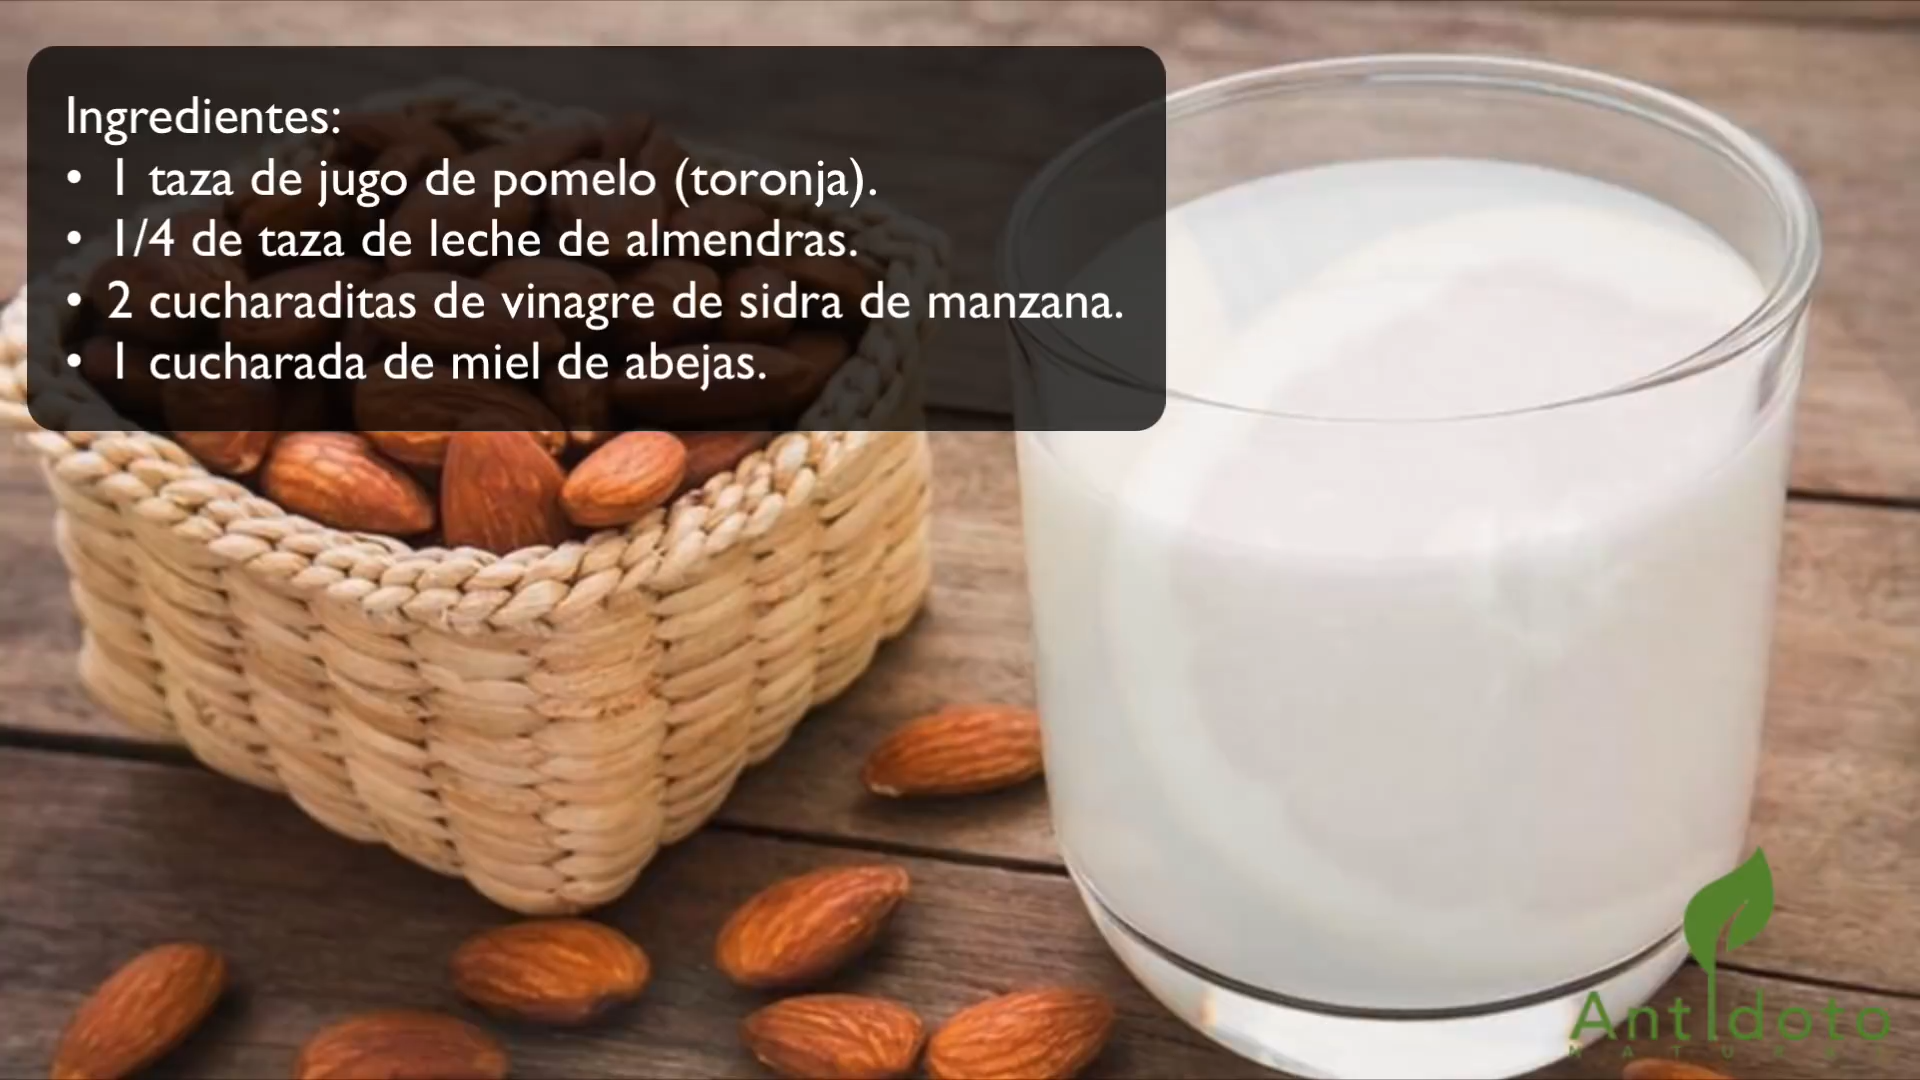 Ingredientes:
• 1 taza de jugo de pomelo (toronja).
• 1/4 de taza de leche de almendras.
• 2 cucharaditas de vinagre de sidra de manzana.
• 1 cucharada de miel de abejas.
Antidoto